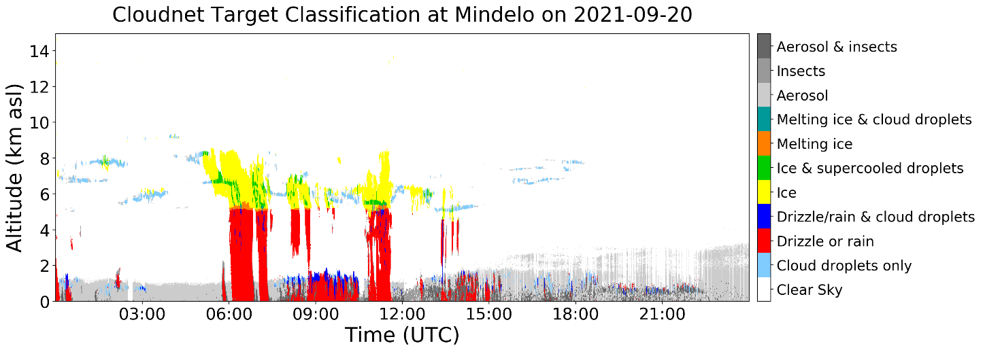 Cloudnet Target Classification at Mindelo on 2021-09-20
Altitude (km asl)
14
12
10
8
6
4
2
0
03:00 06:00 09:00 12:00 15:00 18:00 21:00
Time (UTC)
Aerosol & insects
Insects
Aerosol
Melting ice & cloud droplets
Melting ice
Ice & supercooled droplets
Ice
Drizzle/rain & cloud droplets
Drizzle or rain
Cloud droplets only
Clear Sky